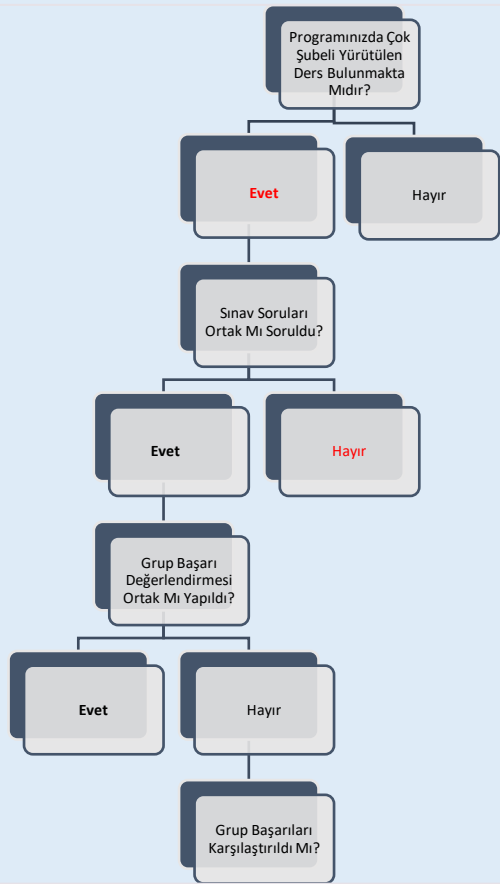 Programınızda Çok
Şubeli Yürütülen
Ders Bulunmakta
Mıdır?
Evet
Hayır
Sınav Soruları
Ortak Mı Soruldu?
Evet
Hayır
Grup Başarı
Değerlendirmesi
Ortak Mı Yapıldı?
Evet
Hayır
Grup Başarıları
Karşılaştırıldı Mı?